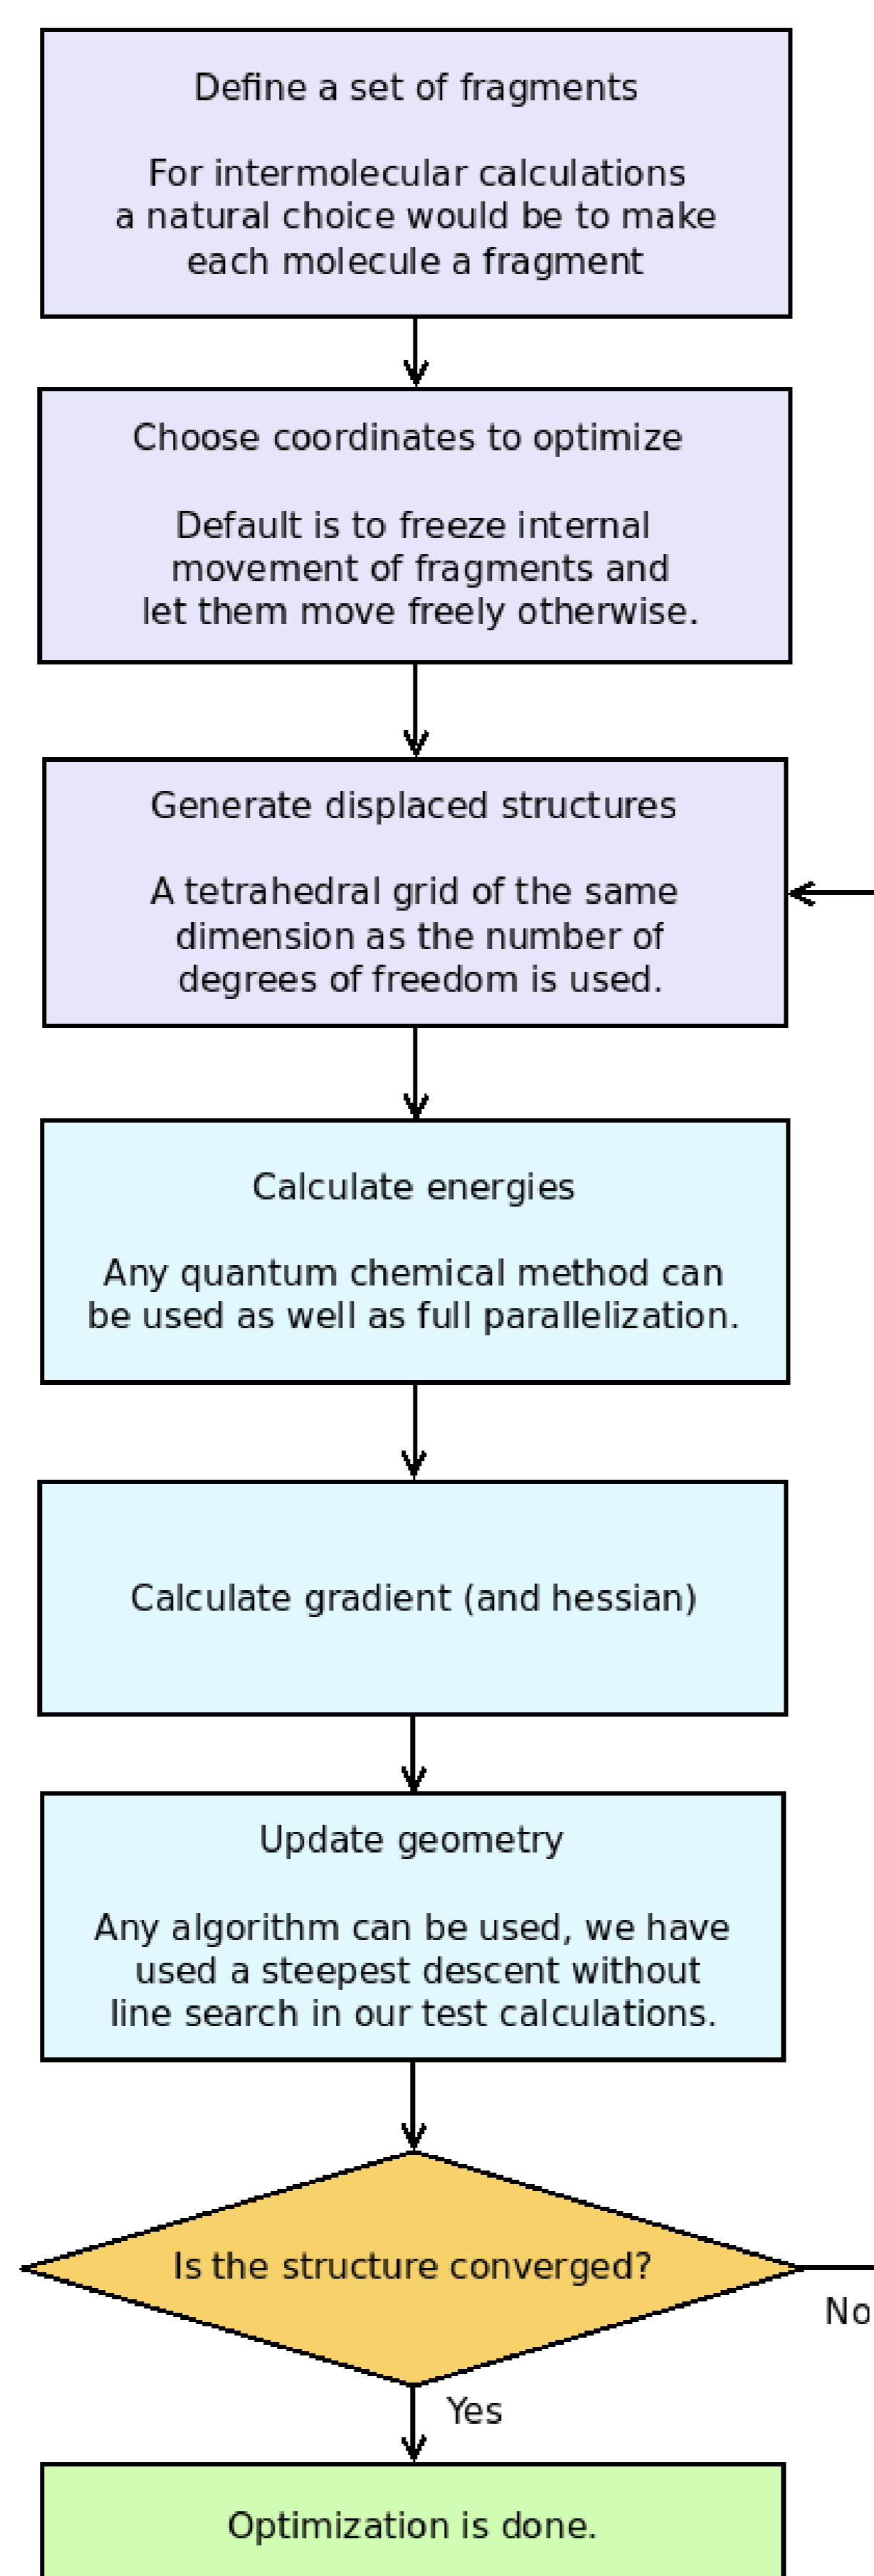 Define a set of fragments
For intermolecular calculations
a natural choice would be to make
each molecule a fragment
Choose coordinates to optimize
Default is to freeze internal
movement of fragments and
let them move freely otherwise.
Generate displaced structures
A tetrahedral grid of the same
dimension as the number of
degrees of freedom is used.
Calculate energies
Any quantum chemical method can
be used as well as full parallelization.
Calculate gradient (and hessian)
Update geometry
Any algorithm can be used, we have
used a steepest descent without
line search in our test calculations.
Is the structure converged?
No
Yes
Optimization is done.